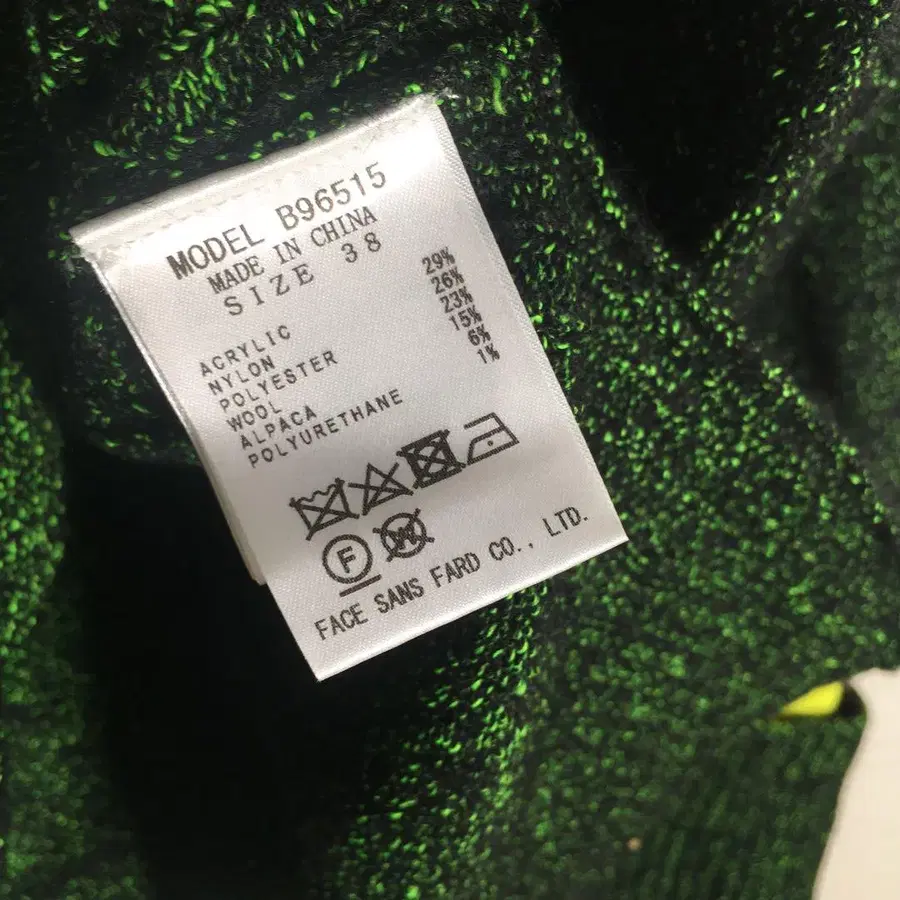 MODEL B96515
MADE IN CHINA
SIZE 38
ACRYLIC 29%
NYLON 26%
POLYESTER 23%
WOOL 15%
ALPACA 6%
POLYURETHANE 1%
F W
FACE SANS FARD CO., LTD.